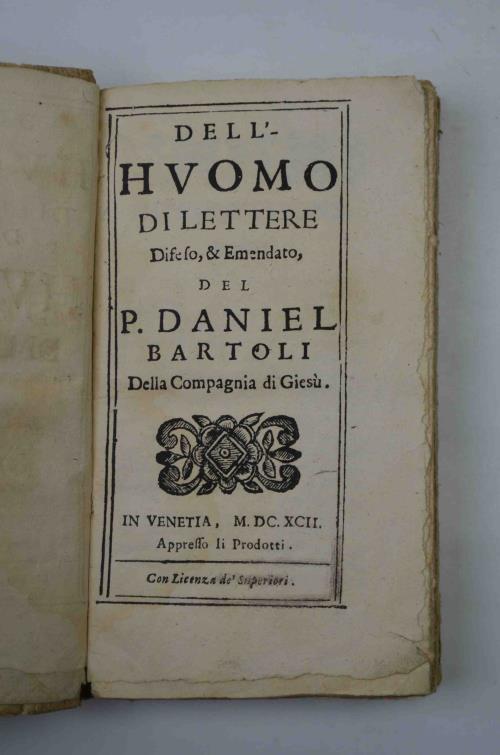 DELL'-
HVOMO
DI LETTERE
Difeſo, & Emendato,
DEL
P. DANIEL
BARTOLI
Della Compagnia di Gieſù.
IN VENETIA, M. DC. XCII.
Appreſſo li Prodotti.
Con Licenza de' Superiori.